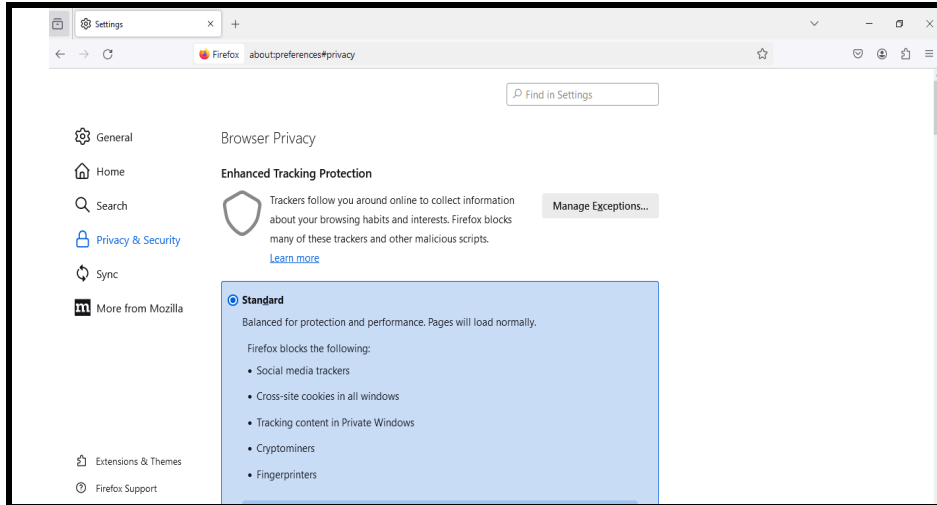 Settings
Firefox about:preferences#privacy
Find in Settings
General
Home
Search
Privacy & Security
Sync
More from Mozilla
Extensions & Themes
Firefox Support
Browser Privacy
Enhanced Tracking Protection
Trackers follow you around online to collect information
about your browsing habits and interests. Firefox blocks
many of these trackers and other malicious scripts.
Learn more
Manage Exceptions...
Standard
Balanced for protection and performance. Pages will load normally.
Firefox blocks the following:
• Social media trackers
• Cross-site cookies in all windows
• Tracking content in Private Windows
• Cryptominers
• Fingerprinters